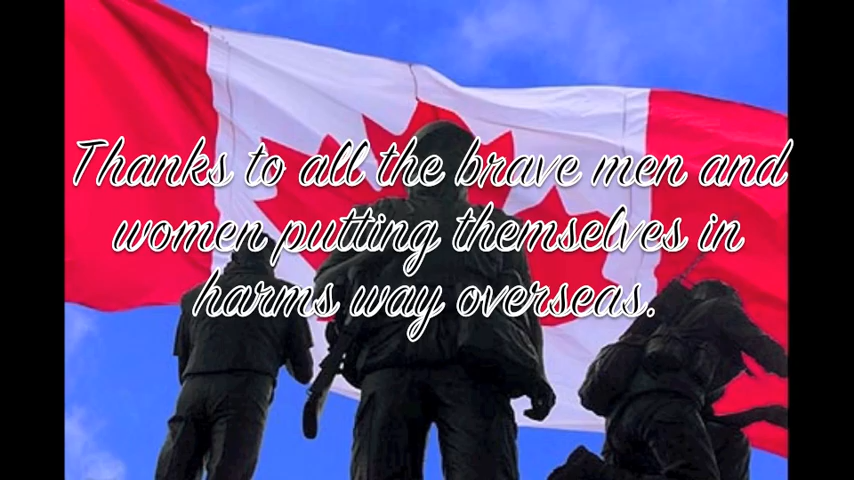 Thanks to all the brave men and
women putting themselves in
harms way overseas.